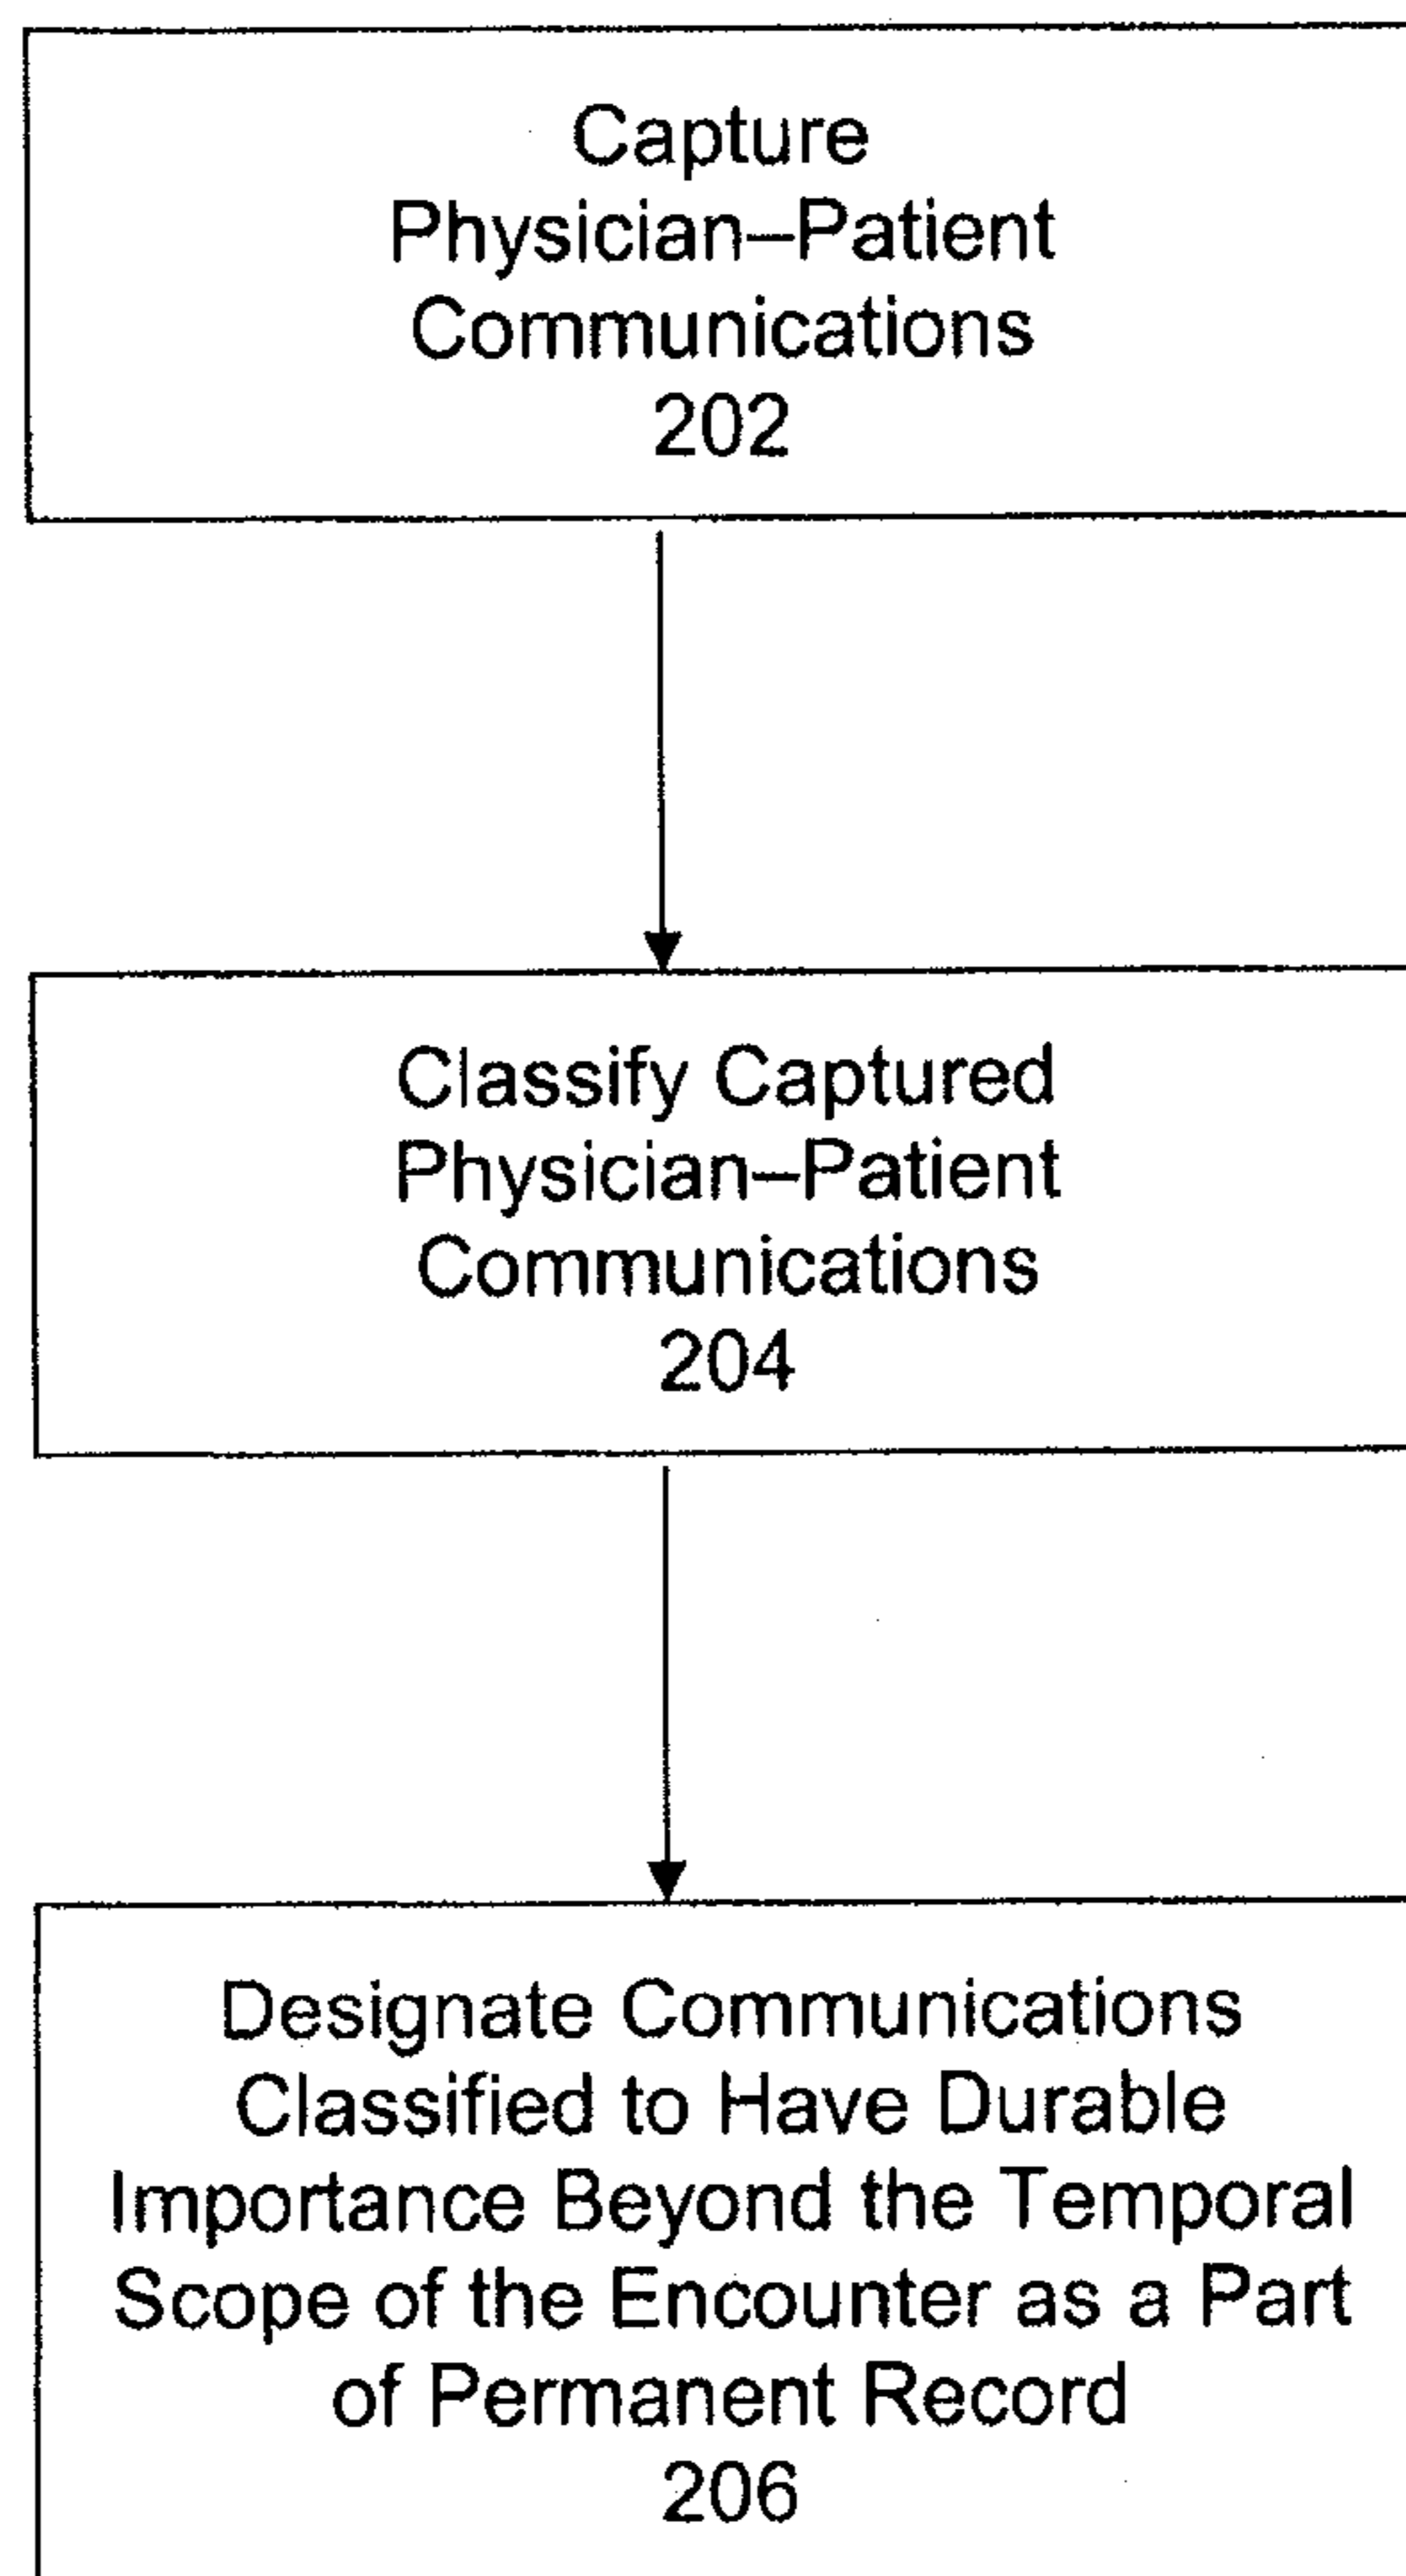 Capture
Physician–Patient
Communications
202
Classify Captured
Physician–Patient
Communications
204
Designate Communications
Classified to Have Durable
Importance Beyond the Temporal
Scope of the Encounter as a Part
of Permanent Record
206